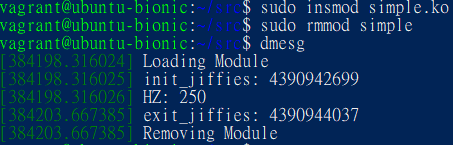 vagrant@ubuntu-bionic:~/src$ sudo insmod simple.ko
vagrant@ubuntu-bionic:~/src$ sudo rmmod simple
vagrant@ubuntu-bionic:~/src$ dmesg
[384198.316024] Loading Module
[384198.316025] init_jiffies: 4390942699
[384198.316026] HZ: 250
[384203.667385] exit_jiffies: 4390944037
[384203.667385] Removing Module